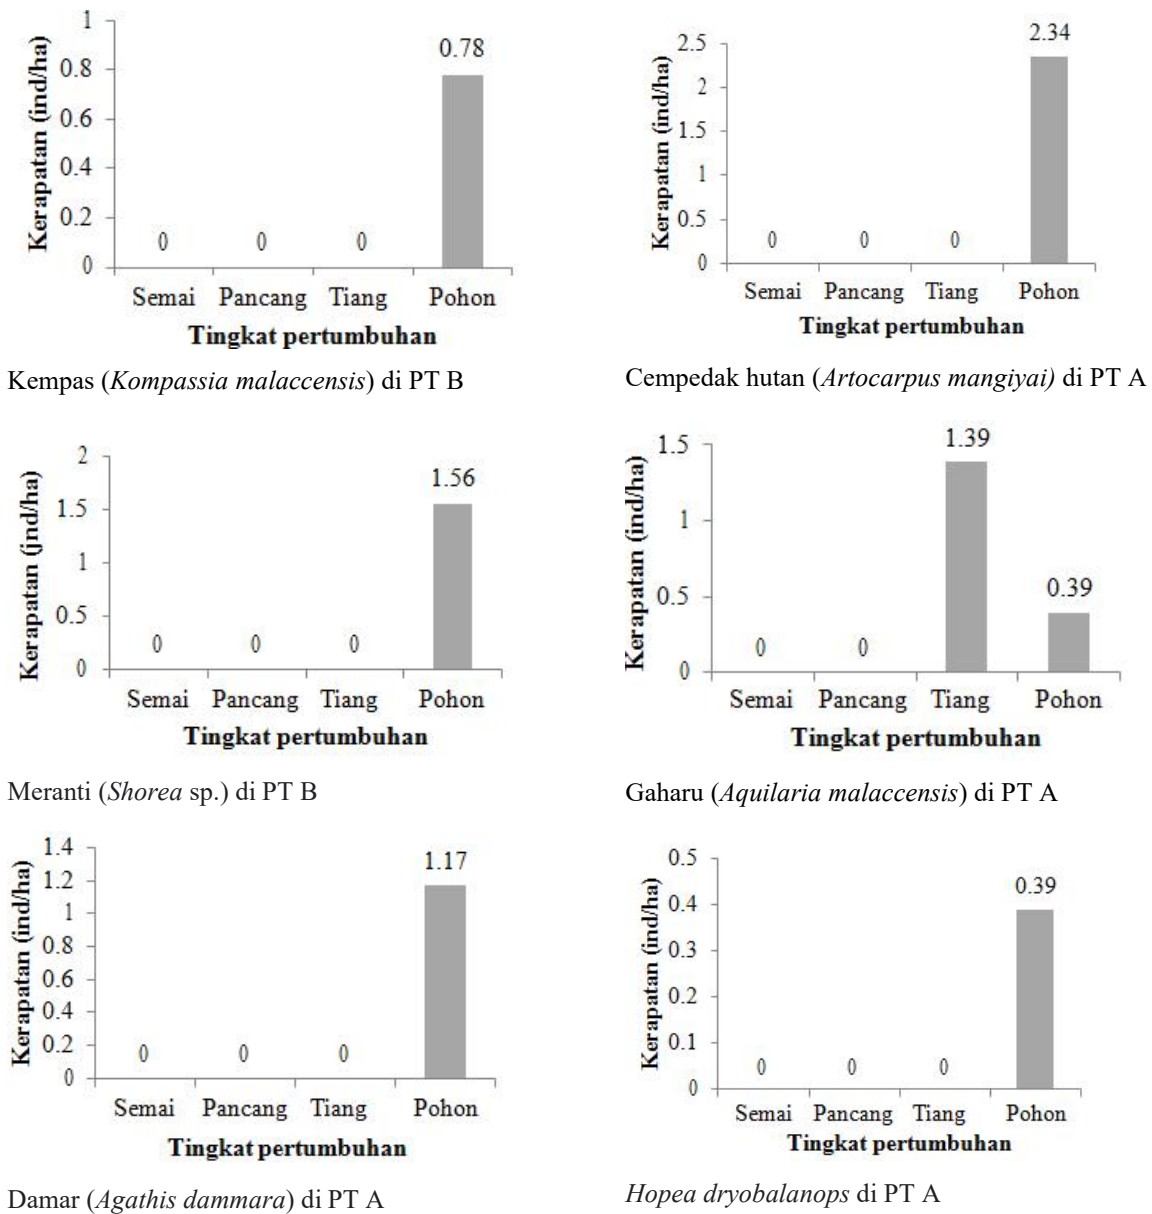 Kerapatan (ind/ha)
1
0.8
0.6
0.4
0.2
0
0
0
0
0.78
Semai Pancang Tiang Pohon
Tingkat pertumbuhan
Kempas (Kompassia malaccensis) di PT B
Kerapatan (ind/ha)
2.5
2
1.5
1
0.5
0
0
0
0
2.34
Semai Pancang Tiang Pohon
Tingkat pertumbuhan
Cempedak hutan (Artocarpus mangiyai) di PT A
Kerapatan (jnd/ha)
2
1.5
1
0.5
0
0
0
0
1.56
Semai Pancang Tiang Pohon
Tingkat pertumbuhan
Meranti (Shorea sp.) di PT B
Kerapatan (ind/ha)
1.5
1
0.5
0
0
0
1.39
0.39
Semai Pancang Tiang Pohon
Tingkat pertumbuhan
Gaharu (Aquilaria malaccensis) di PT A
Kerapatan (ind/ha)
1.4
1.2
1
0.8
0.6
0.4
0.2
0
0
0
0
1.17
Semai Pancang Tiang Pohon
Tingkat pertumbuhan
Damar (Agathis dammara) di PT A
Kerapatan (ind/ha)
0.5
0.4
0.3
0.2
0.1
0
0
0
0
0.39
Semai Pancang Tiang Pohon
Tingkat pertumbuhan
Hopea dryobalanops di PT A